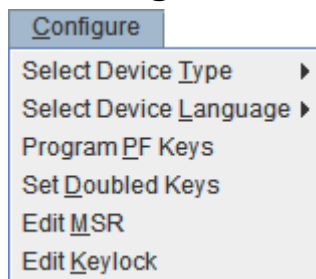 Configure
Select Device Type
Select Device Language
Program PF Keys
Set Doubled Keys
Edit MSR
Edit Keylock